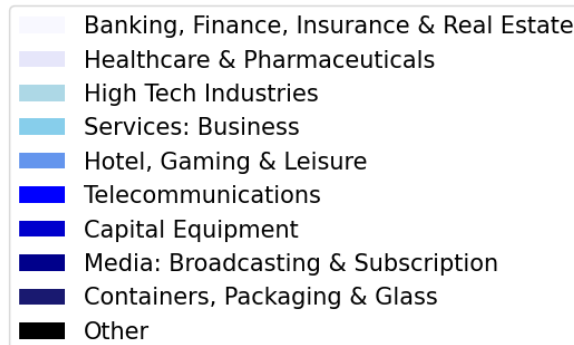 Banking, Finance, Insurance & Real Estate
Healthcare & Pharmaceuticals
High Tech Industries
Services: Business
Hotel, Gaming & Leisure
Telecommunications
Capital Equipment
Media: Broadcasting & Subscription
Containers, Packaging & Glass
Other